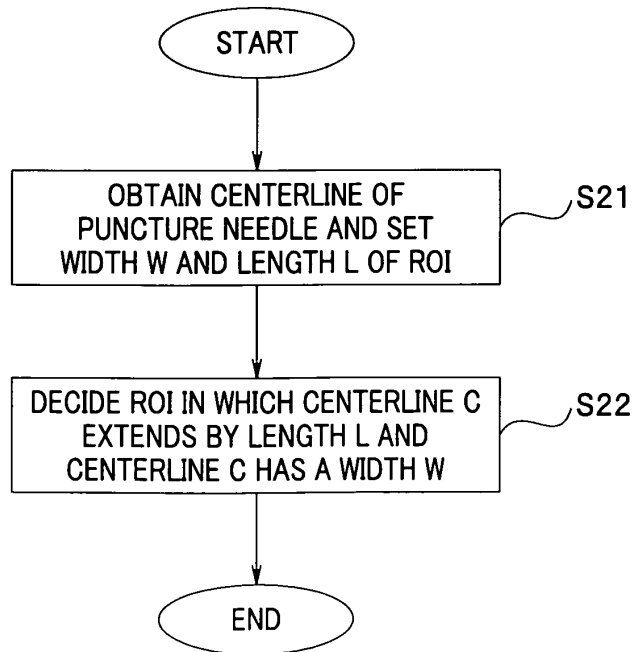 START
OBTAIN CENTERLINE OF
PUNCTURE NEEDLE AND SET
WIDTH W AND LENGTH L OF ROI
S21
DECIDE ROI IN WHICH CENTERLINE C
EXTENDS BY LENGTH L AND
CENTERLINE C HAS A WIDTH W
S22
END